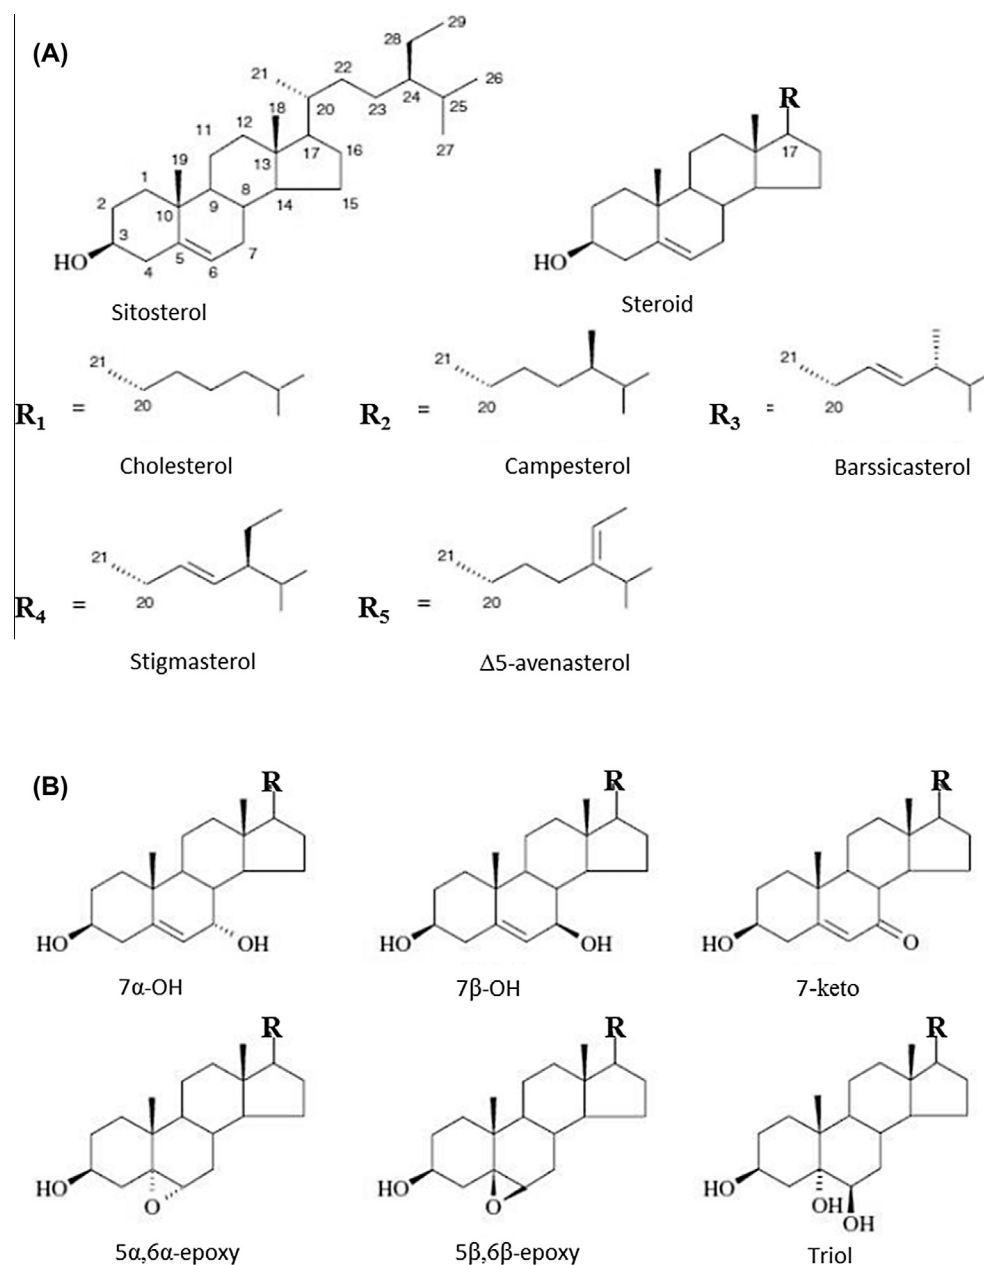 (A)
29
28
21
22
26
18
20
23
24
25
11
12
27
19
17
16
1
13
2
8
15
10
9
14
3
HO
4
5
6
7
Sitosterol
R
17
HO
Steroid
21
20
R1 =
Cholesterol
21
20
R2 =
Campesterol
21
20
R3 =
Barssicasterol
21
20
R4 =
Stigmasterol
21
20
R5 =
Δ5-avenasterol
(B)
R
HO
OH
7α-OH
R
HO
OH
7β-OH
R
HO
O
7-keto
R
HO
O
5α,6α-epoxy
R
HO
O
5β,6β-epoxy
R
HO
OH
OH
Triol